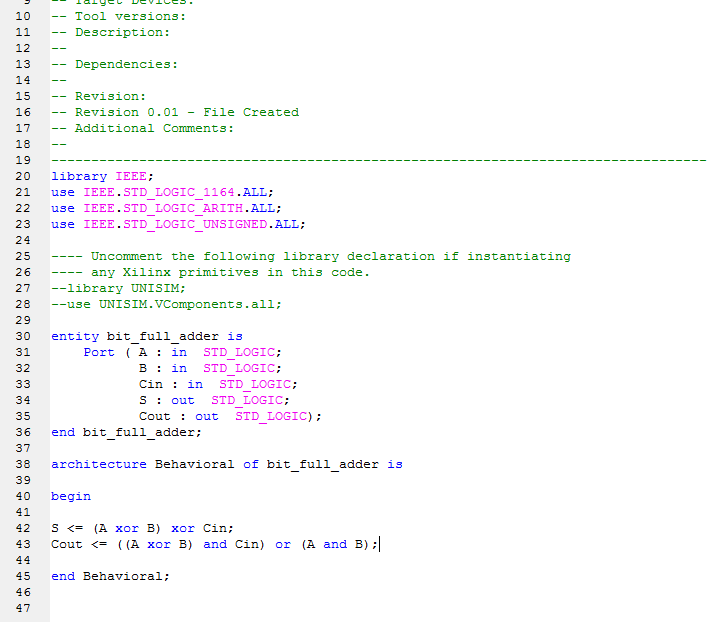 9 -- Target Devices:
10 -- Tool versions:
11 -- Description:
12 --
13 -- Dependencies:
14 --
15 -- Revision:
16 -- Revision 0.01 - File Created
17 -- Additional Comments:
18 --
19 ----------------------------------------------------------------------------------
20 library IEEE;
21 use IEEE.STD_LOGIC_1164.ALL;
22 use IEEE.STD_LOGIC_ARITH.ALL;
23 use IEEE.STD_LOGIC_UNSIGNED.ALL;
24
25 ---- Uncomment the following library declaration if instantiating
26 ---- any Xilinx primitives in this code.
27 --library UNISIM;
28 --use UNISIM.VComponents.all;
29
30 entity bit_full_adder is
31     Port ( A : in  STD_LOGIC;
32            B : in  STD_LOGIC;
33            Cin : in  STD_LOGIC;
34            S : out  STD_LOGIC;
35            Cout : out  STD_LOGIC);
36 end bit_full_adder;
37
38 architecture Behavioral of bit_full_adder is
39
40 begin
41
42 S <= (A xor B) xor Cin;
43 Cout <= ((A xor B) and Cin) or (A and B);
44
45 end Behavioral;
46
47